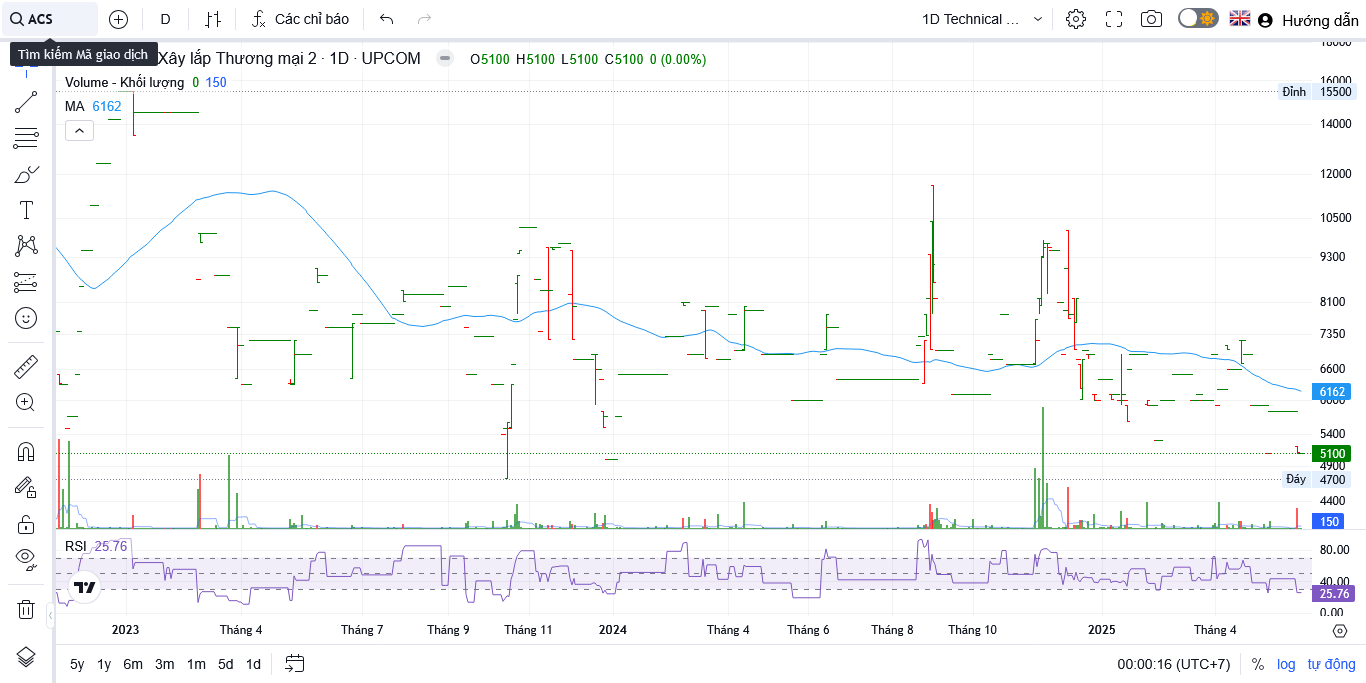 ACS D Các chỉ báo 1D Technical ... Hướng dẫn
Tìm kiếm Mã giao dịch
Xây lắp Thương mại 2 · 1D · UPCOM O5100 H5100 L5100 C5100 0 (0.00%)
Volume - Khối lượng 0 150
MA 6162
18000
16000
Đỉnh 15500
14000
12000
10500
9300
8100
7350
6600
6162
6000
5400
5100
4900
Đáy 4700
4400
150
RSI 25.76
80.00
40.00
25.76
0.00
2023 Tháng 4 Tháng 7 Tháng 9 Tháng 11 2024 Tháng 4 Tháng 6 Tháng 8 Tháng 10 2025 Tháng 4
5y 1y 6m 3m 1m 5d 1d 00:00:16 (UTC+7) % log tự động